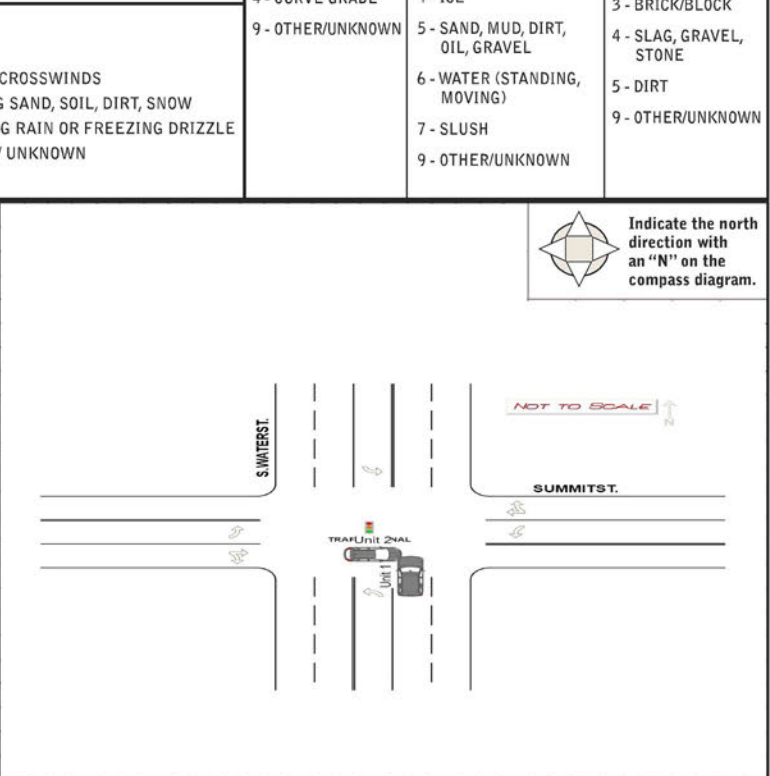 CROSSWINDS
SAND, SOIL, DIRT, SNOW
RAIN OR FREEZING DRIZZLE
UNKNOWN
9 - OTHER/UNKNOWN
5 - SAND, MUD, DIRT,
OIL, GRAVEL
6 - WATER (STANDING,
MOVING)
7 - SLUSH
9 - OTHER/UNKNOWN
3 - BRICK/BLOCK
4 - SLAG, GRAVEL,
STONE
5 - DIRT
9 - OTHER/UNKNOWN
Indicate the north
direction with
an “N” on the
compass diagram.
NOT TO SCALE
N
S.WATERST.
SUMMITST.
Unit 2
Unit 1